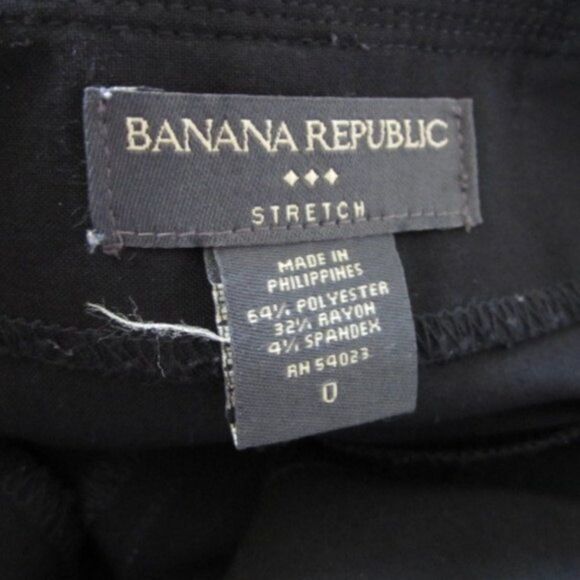 BANANA REPUBLIC
STRETCH
MADE IN
PHILIPPINES
64% POLYESTER
32% RAYON
4% SPANDEX
RN 54023
0